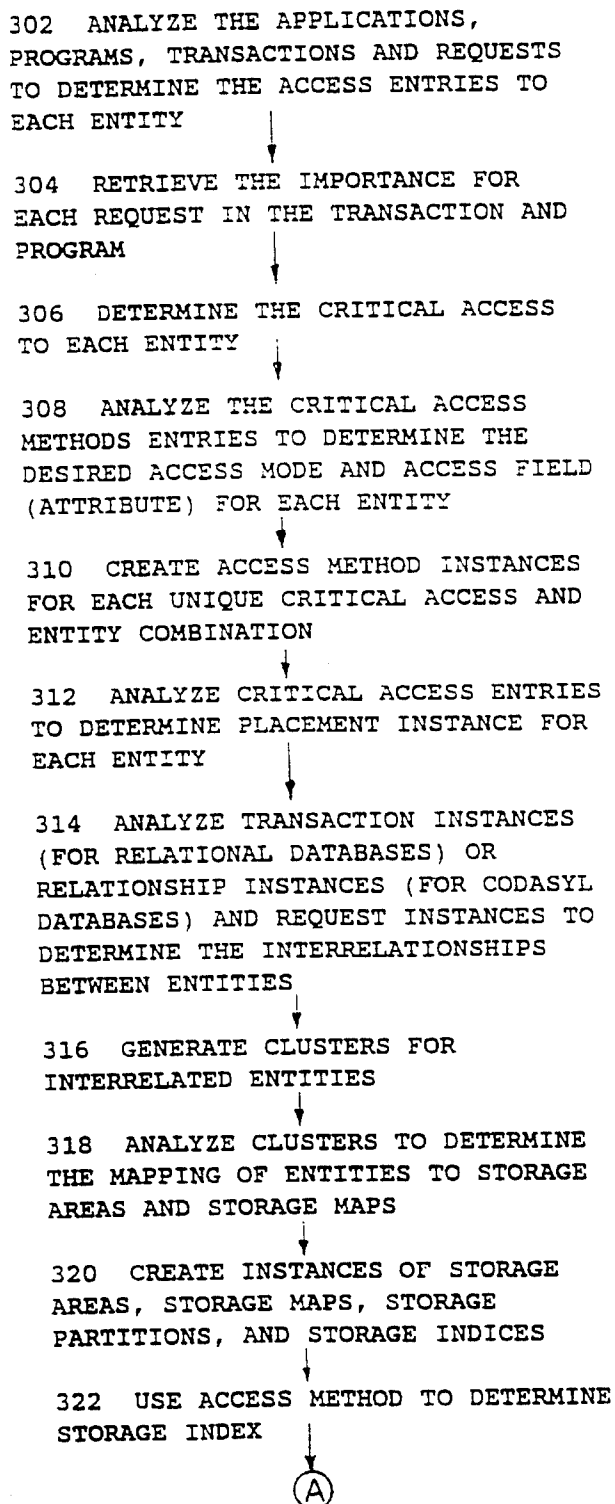 302 ANALYZE THE APPLICATIONS,
PROGRAMS, TRANSACTIONS AND REQUESTS
TO DETERMINE THE ACCESS ENTRIES TO
EACH ENTITY
304 RETRIEVE THE IMPORTANCE FOR
EACH REQUEST IN THE TRANSACTION AND
PROGRAM
306 DETERMINE THE CRITICAL ACCESS
TO EACH ENTITY
308 ANALYZE THE CRITICAL ACCESS
METHODS ENTRIES TO DETERMINE THE
DESIRED ACCESS MODE AND ACCESS FIELD
(ATTRIBUTE) FOR EACH ENTITY
310 CREATE ACCESS METHOD INSTANCES
FOR EACH UNIQUE CRITICAL ACCESS AND
ENTITY COMBINATION
312 ANALYZE CRITICAL ACCESS ENTRIES
TO DETERMINE PLACEMENT INSTANCE FOR
EACH ENTITY
314 ANALYZE TRANSACTION INSTANCES
(FOR RELATIONAL DATABASES) OR
RELATIONSHIP INSTANCES (FOR CODASYL
DATABASES) AND REQUEST INSTANCES TO
DETERMINE THE INTERRELATIONSHIPS
BETWEEN ENTITIES
316 GENERATE CLUSTERS FOR
INTERRELATED ENTITIES
318 ANALYZE CLUSTERS TO DETERMINE
THE MAPPING OF ENTITIES TO STORAGE
AREAS AND STORAGE MAPS
320 CREATE INSTANCES OF STORAGE
AREAS, STORAGE MAPS, STORAGE
PARTITIONS, AND STORAGE INDICES
322 USE ACCESS METHOD TO DETERMINE
STORAGE INDEX
A